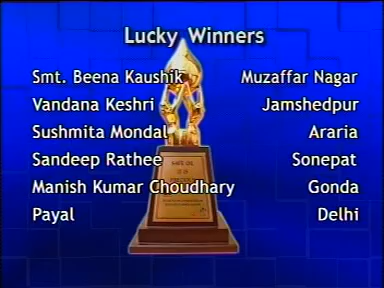 Lucky Winners
Smt. Beena Kaushik Muzaffar Nagar
Vandana Keshri Jamshedpur
Sushmita Mondal Araria
Sandeep Rathee Sonepat
Manish Kumar Choudhary Gonda
Payal Delhi